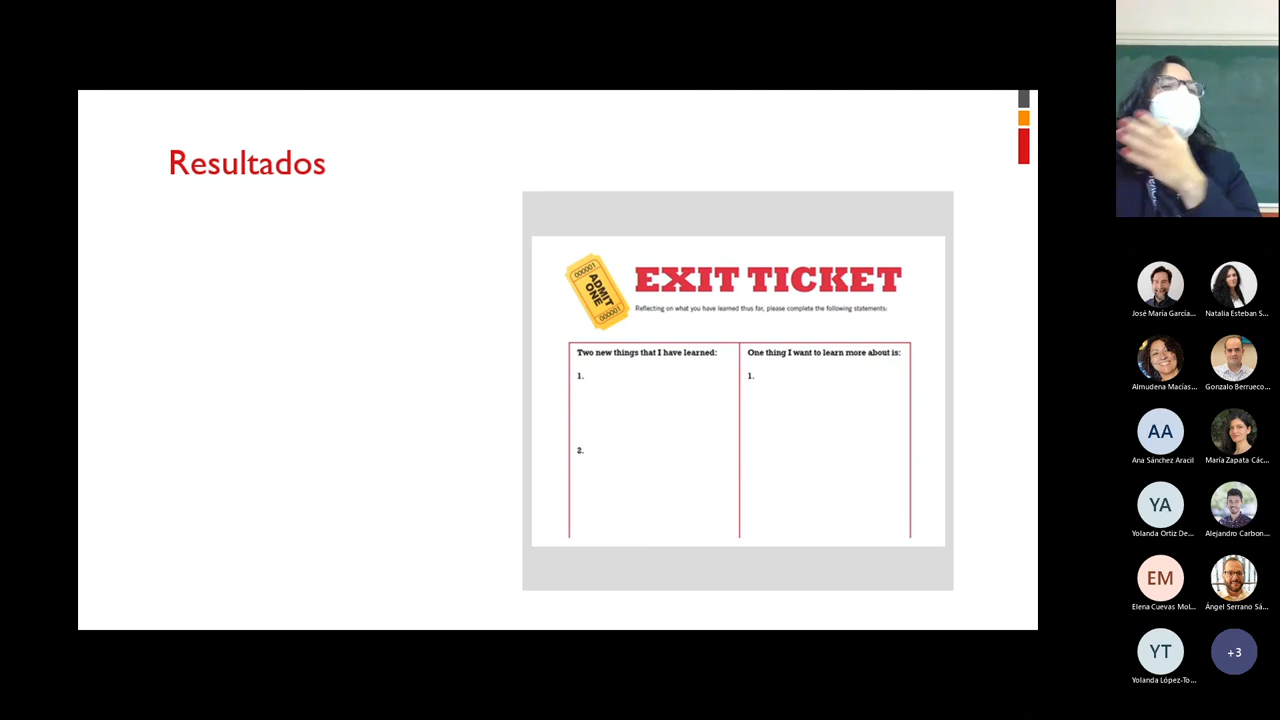 Resultados
000001
ADMIT
ONE
000001
EXIT TICKET
Reflecting on what you have learned thus far, please complete the following statements:
Two new things that I have learned:
One thing I want to learn more about is:
1.
1.
2.
José María García...
Natalia Esteban S...
Almudena Macías...
Gonzalo Berrueco...
AA
Ana Sánchez Aracil
María Zapata Các...
YA
Yolanda Ortiz De...
Alejandro Carbon...
EM
Elena Cuevas Mol...
Ángel Serrano Sá...
YT
+3
Yolanda López-To...